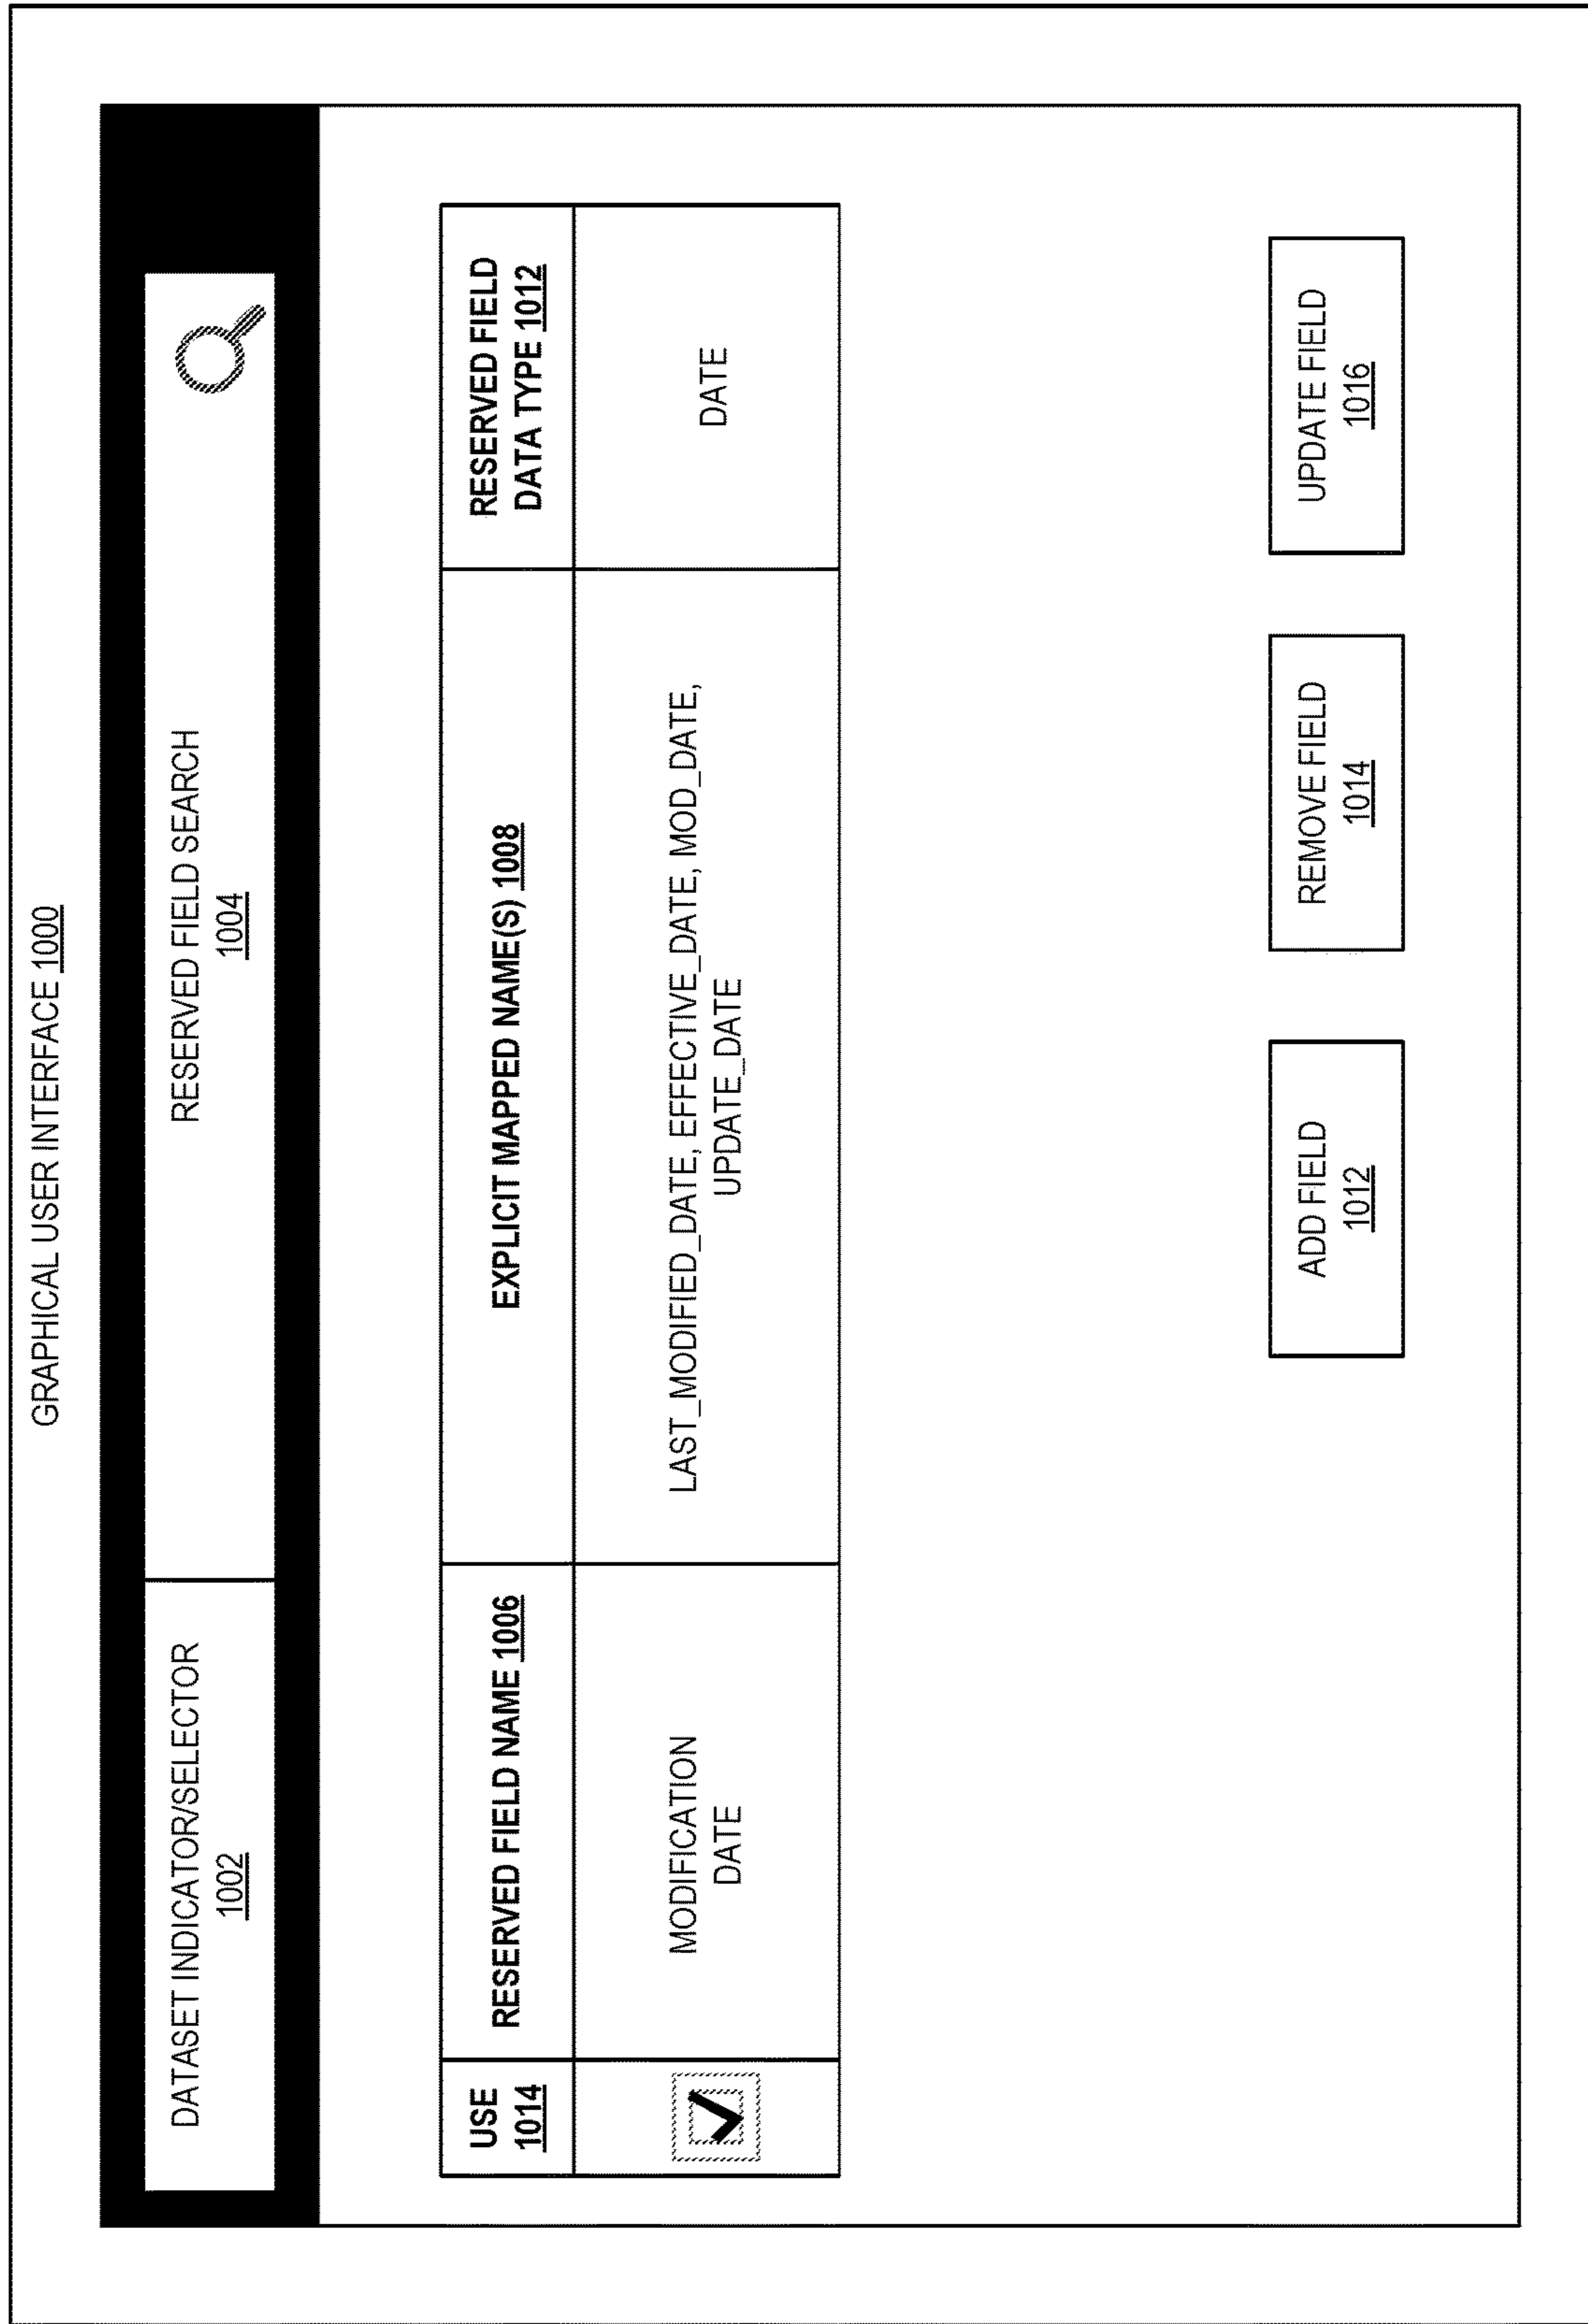 GRAPHICAL USER INTERFACE 1000
DATASET INDICATOR/SELECTOR
1002
RESERVED FIELD SEARCH
1004
USE
1014
RESERVED FIELD NAME 1006
EXPLICIT MAPPED NAME(S) 1008
RESERVED FIELD
DATA TYPE 1012
MODIFICATION
DATE
LAST_MODIFIED_DATE, EFFECTIVE_DATE, MOD_DATE,
UPDATE_DATE
DATE
ADD FIELD
1012
REMOVE FIELD
1014
UPDATE FIELD
1016